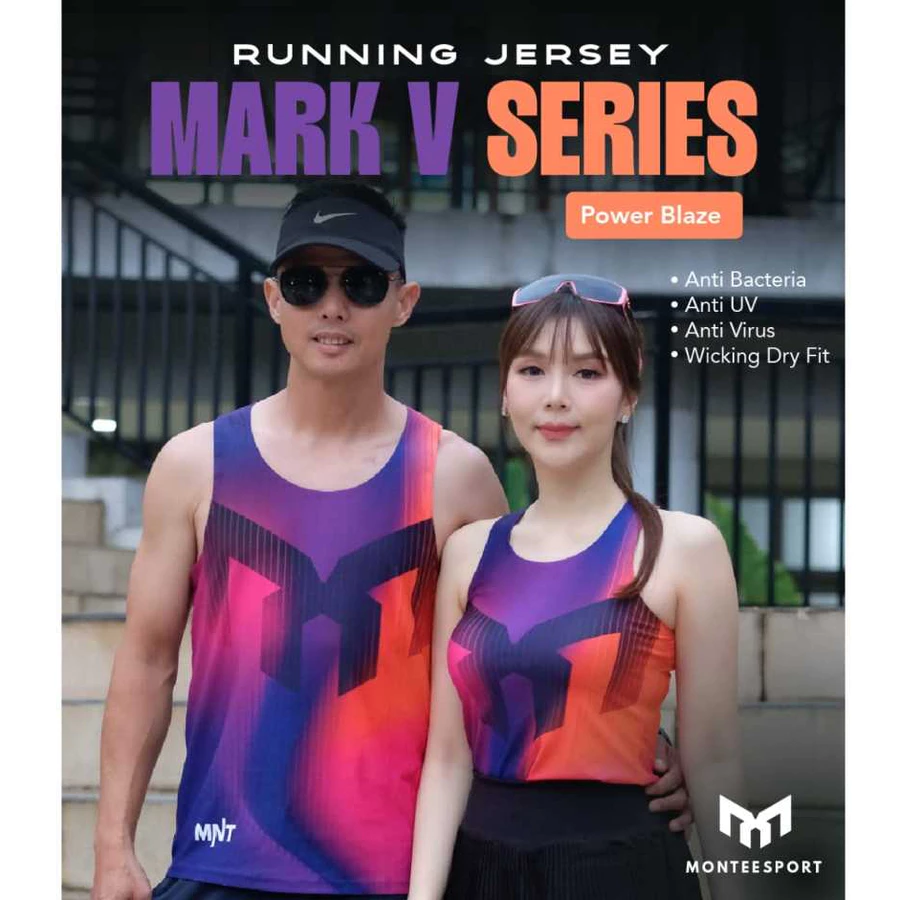 RUNNING JERSEY
MARK V SERIES
Power Blaze
• Anti Bacteria
• Anti UV
• Anti Virus
• Wicking Dry Fit
MNT
MONTEESPORT